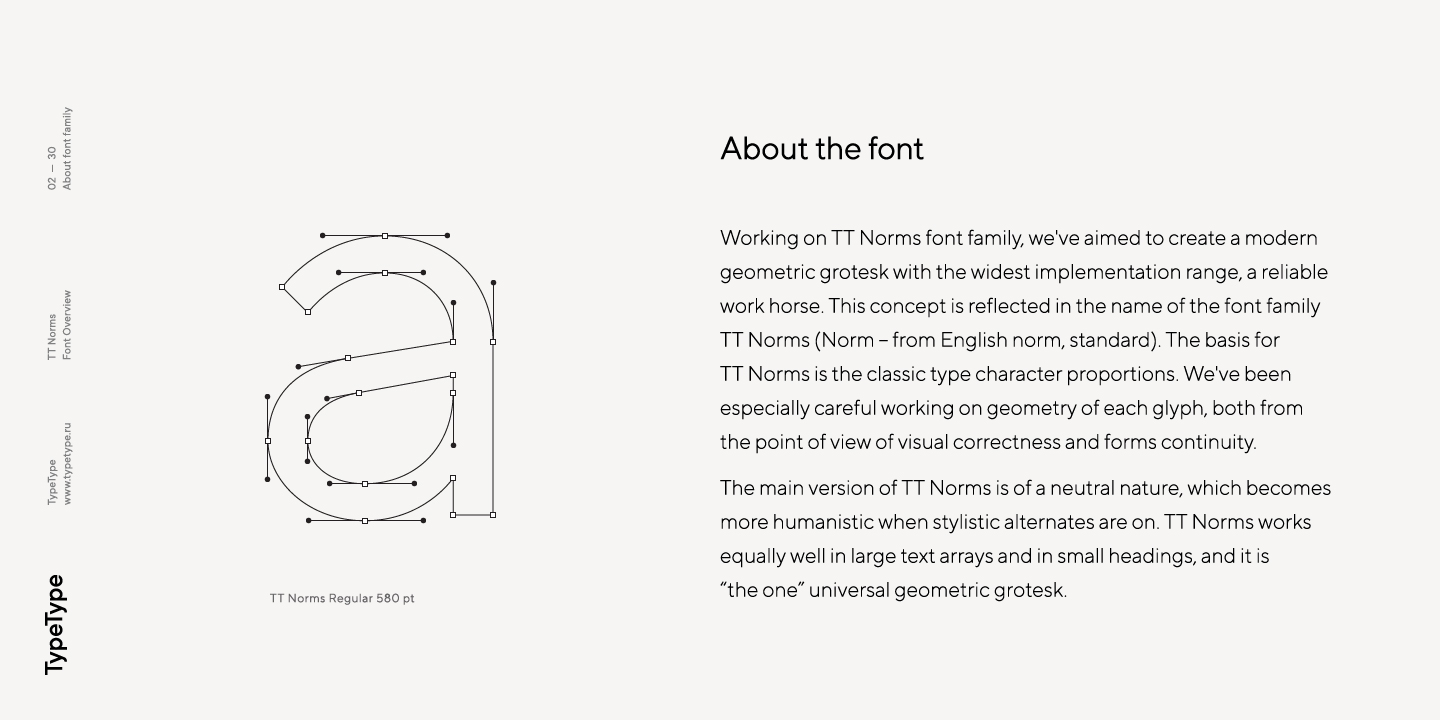 02 — 30
About font family
TT Norms
Font Overview
TypeType
www.typetype.ru
TypeType
a
TT Norms Regular 580 pt
About the font
Working on TT Norms font family, we've aimed to create a modern
geometric grotesk with the widest implementation range, a reliable
work horse. This concept is reflected in the name of the font family
TT Norms (Norm – from English norm, standard). The basis for
TT Norms is the classic type character proportions. We've been
especially careful working on geometry of each glyph, both from
the point of view of visual correctness and forms continuity.
The main version of TT Norms is of a neutral nature, which becomes
more humanistic when stylistic alternates are on. TT Norms works
equally well in large text arrays and in small headings, and it is
“the one” universal geometric grotesk.